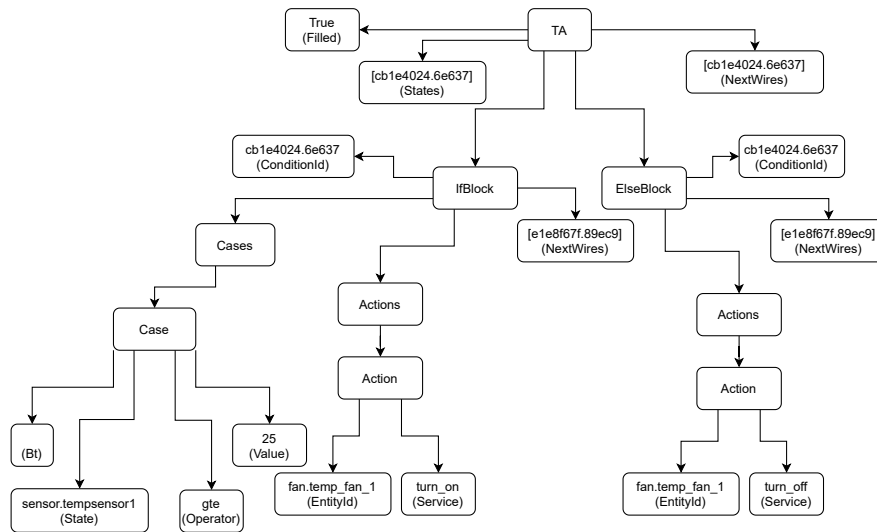 True
(Filled)
TA
[cb1e4024.6e637]
(States)
[cb1e4024.6e637]
(NextWires)
cb1e4024.6e637
(ConditionId)
IfBlock
ElseBlock
cb1e4024.6e637
(ConditionId)
Cases
[e1e8f67f.89ec9]
(NextWires)
[e1e8f67f.89ec9]
(NextWires)
Case
Actions
Actions
Action
Action
(Bt)
25
(Value)
sensor.tempsensor1
(State)
gte
(Operator)
fan.temp_fan_1
(EntityId)
turn_on
(Service)
fan.temp_fan_1
(EntityId)
turn_off
(Service)